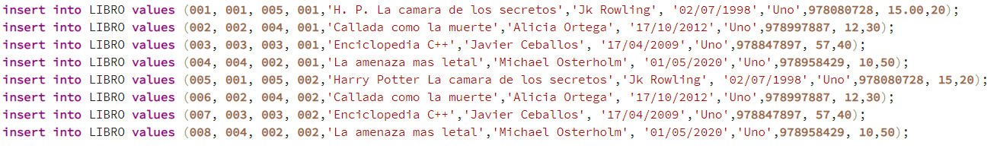 insert into LIBRO values (001, 001, 005, 001,'H. P. La camara de los secretos','Jk Rowling', '02/07/1998','Uno',978080728, 15.00,20);
insert into LIBRO values (002, 002, 004, 001,'Callada como la muerte','Alicia Ortega', '17/10/2012','Uno',978997887, 12,30);
insert into LIBRO values (003, 003, 003, 001,'Enciclopedia C++','Javier Ceballos', '17/04/2009','Uno',978847897, 57,40);
insert into LIBRO values (004, 004, 002, 001,'La amenaza mas letal','Michael Osterholm', '01/05/2020','Uno',978958429, 10,50);
insert into LIBRO values (005, 001, 005, 002,'Harry Potter La camara de los secretos','Jk Rowling', '02/07/1998','Uno',978080728, 15,20);
insert into LIBRO values (006, 002, 004, 002,'Callada como la muerte','Alicia Ortega', '17/10/2012','Uno',978997887, 12,30);
insert into LIBRO values (007, 003, 003, 002,'Enciclopedia C++','Javier Ceballos', '17/04/2009','Uno',978847897, 57,40);
insert into LIBRO values (008, 004, 002, 002,'La amenaza mas letal','Michael Osterholm', '01/05/2020','Uno',978958429, 10,50);